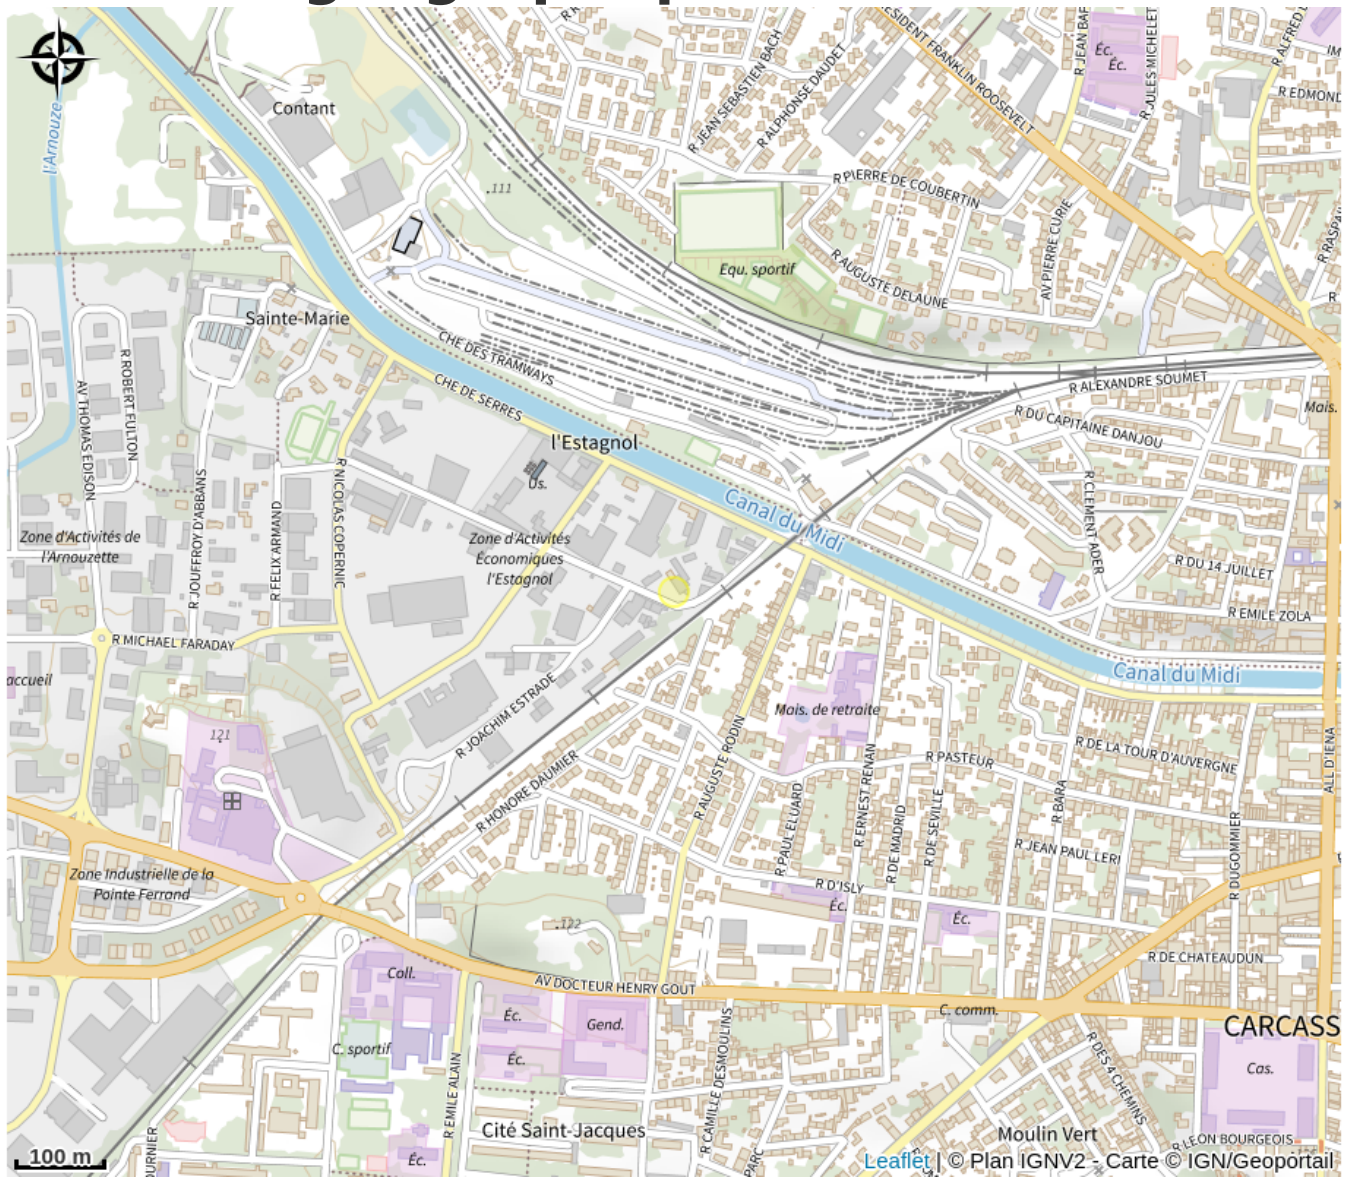 Contant
l'Arnouze
.111
R JEAN SEBASTIEN BACH
R ALPHONSE DAUDET
FRANKLIN ROOSEVELT
R JEAN BAR
Éc.
Éc.
R JULES MICHELET
R ALFRED
R EDMOND
R PIERRE DE COUBERTIN
AV PIERRE CURIE
R RASPAI
Equ. sportif
R AUGUSTE DELAUNE
Sainte-Marie
CHE DES TRAMWAYS
CHE DE SERRES
R ALEXANDRE SOUMET
R DU CAPITAINE DANJOU
Mais.
R ROBERT FULTON
AV THOMAS EDISON
l'Estagnol
Us.
R NICOLAS COPERNIC
R JOUFFROY D'ABBANS
R FELIX ARMAND
Canal du Midi
R CLEMENT ADER
Zone d'Activités de
l'Arnouzette
Zone d'Activités
Économiques
l'Estagnol
R DU 14 JUILLET
R EMILE ZOLA
R MICHAEL FARADAY
accueil
Canal du Midi
R JOACHIM ESTRADE
Mais. de retraite
121
R HONORE DAUMIER
R AUGUSTE RODIN
R PASTEUR
R DE LA TOUR D'AUVERGNE
ALL D'IENA
R PAUL ELUARD
R ERNEST RENAN
R DE MADRID
R DE SEVILLE
R BARA
R JEAN PAUL
R DUGOMMIER
Zone Industrielle de la
Pointe Ferrand
R D'ISLY
Éc.
Éc.
.122
Coll.
R DE CHATEAUDUN
AV DOCTEUR HENRY GOUT
C. comm.
Éc.
Gend.
CARCASS
C. sportif
Éc.
Cas.
R EMILE ALAIN
R CAMILLE DESMOULINS
R DES 4 CHEMINS
Cité Saint-Jacques
Moulin Vert
R LEON BOURGEOIS
Éc.
PARC
100 m
Leaflet | © Plan IGNV2 - Carte © IGN/Geoportail